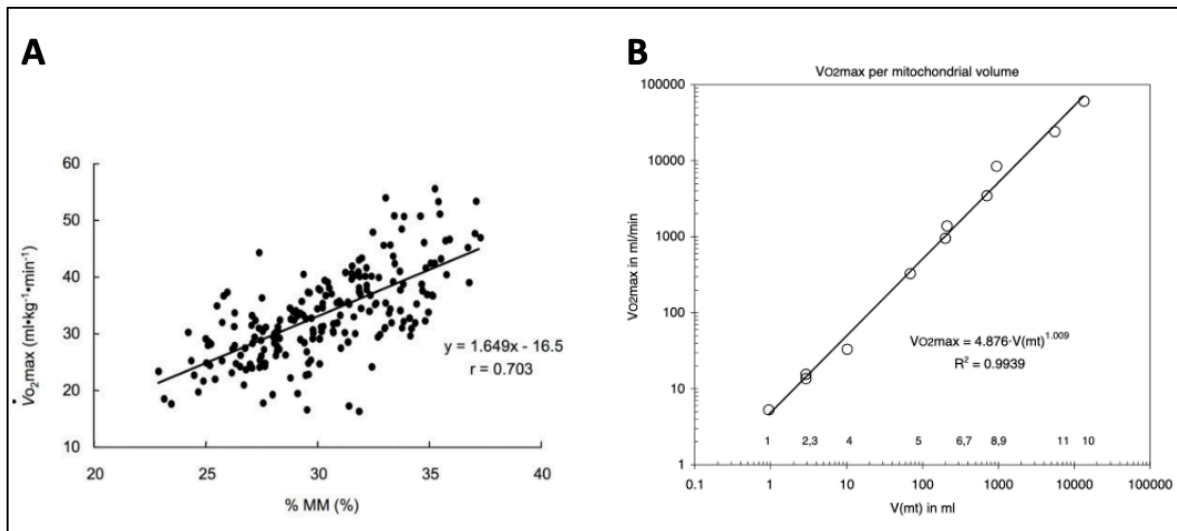 A
V̇o₂max (ml•kg⁻¹•min⁻¹)
60
50
40
30
20
10
y = 1.649x - 16.5
r = 0.703
20
25
30
35
40
% MM (%)
B
VO2max per mitochondrial volume
VO2max in ml/min
100000
10000
1000
100
10
1
VO2max = 4.876·V(mt)^1.009
R² = 0.9939
1 2,3 4 5 6,7 8,9 11 10
0.1 1 10 100 1000 10000 100000
V(mt) in ml